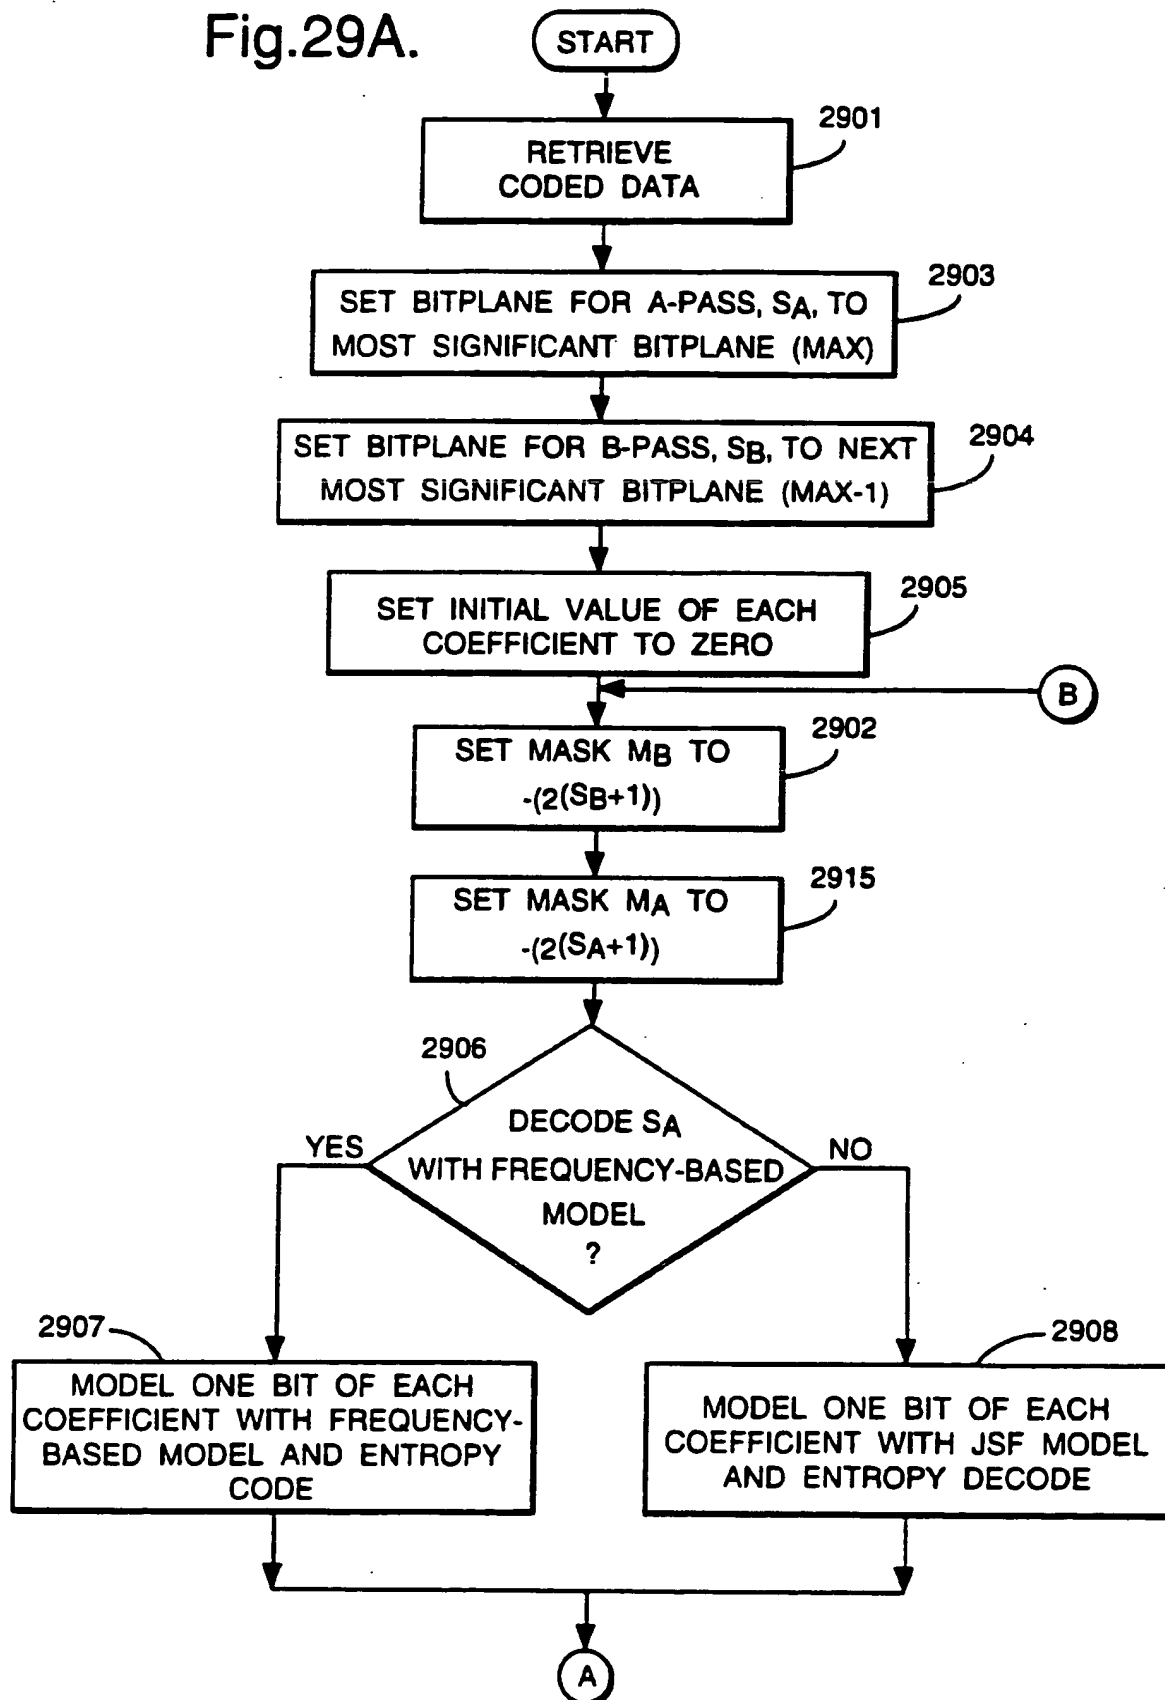 Fig.29A.
START
2901
RETRIEVE
CODED DATA
2903
SET BITPLANE FOR A-PASS, SA, TO
MOST SIGNIFICANT BITPLANE (MAX)
2904
SET BITPLANE FOR B-PASS, SB, TO NEXT
MOST SIGNIFICANT BITPLANE (MAX-1)
2905
SET INITIAL VALUE OF EACH
COEFFICIENT TO ZERO
B
2902
SET MASK MB TO
-(2(SB+1))
2915
SET MASK MA TO
-(2(SA+1))
2906
DECODE SA
WITH FREQUENCY-BASED
MODEL
?
YES
NO
2907
MODEL ONE BIT OF EACH
COEFFICIENT WITH FREQUENCY-
BASED MODEL AND ENTROPY
CODE
2908
MODEL ONE BIT OF EACH
COEFFICIENT WITH JSF MODEL
AND ENTROPY DECODE
A